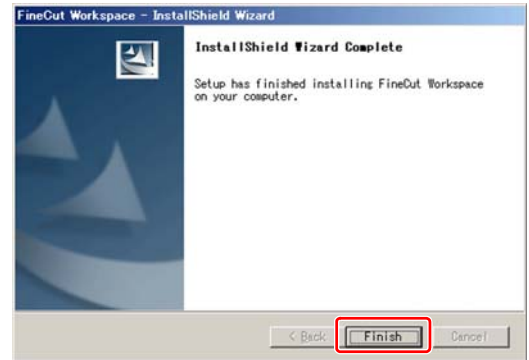 FineCut Workspace - InstallShield Wizard
InstallShield Wizard Complete
Setup has finished installing FineCut Workspace
on your computer.
< Back
Finish
Cancel